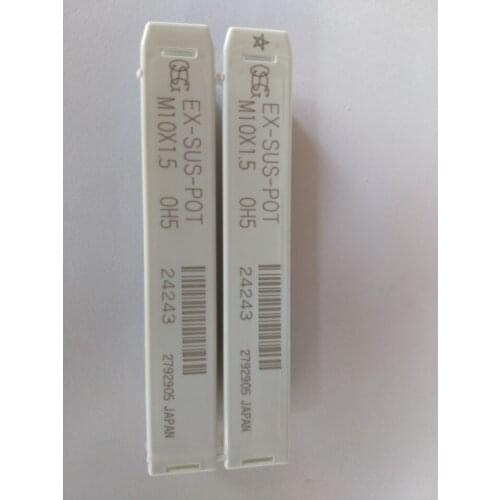 OSG EX-SUS-POT
M10X1.5 OH5
24243
2792905 JAPAN
☆
OSG EX-SUS-POT
M10X1.5 OH5
24243
2792905 JAPAN